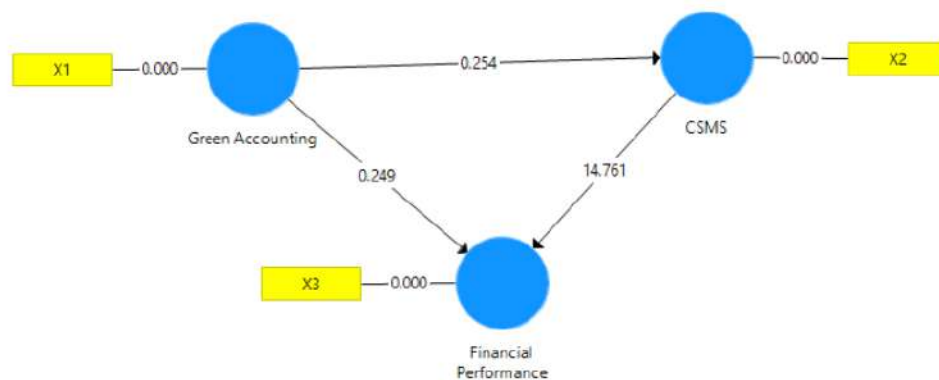 X1
0.000
0.254
0.000
X2
Green Accounting
CSMS
0.249
14.761
X3
0.000
Financial
Performance